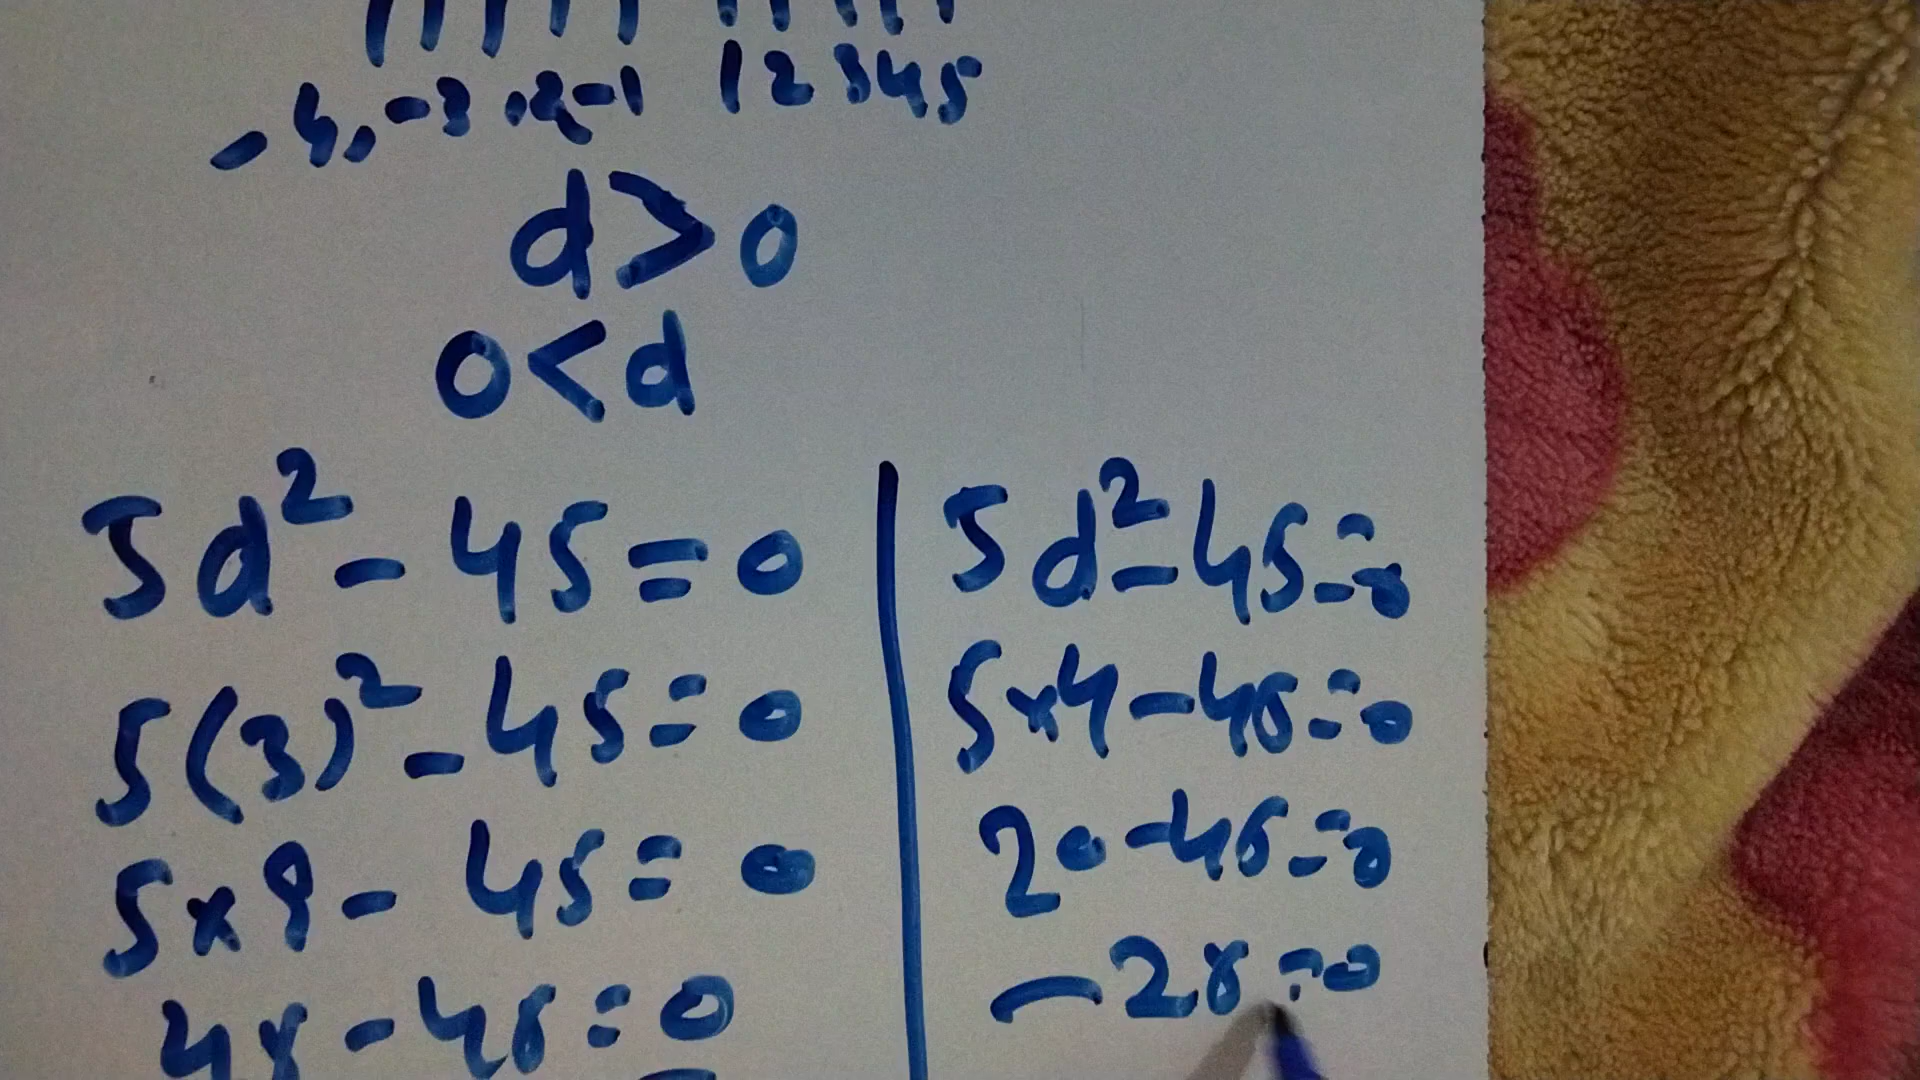 -4, -3 -2 -1 1 2 3 4 5
d > 0
0 < d
5d² - 45 = 0
5(3)² - 45 = 0
5 x 9 - 45 = 0
45 - 45 = 0
5d² - 45 = 0
5 x 4 - 45 = 0
20 - 45 = 0
- 25 = 0